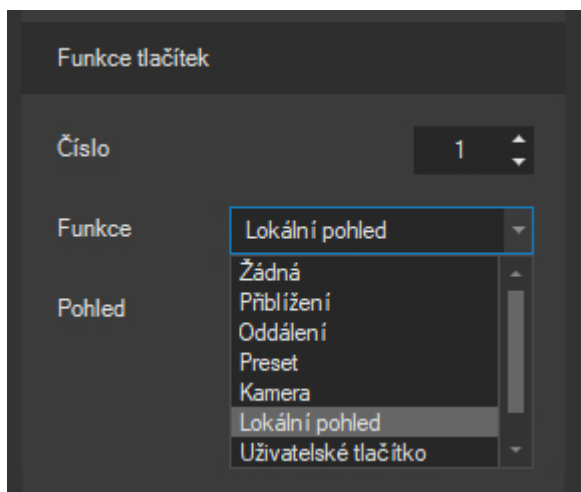 Funkce tlačítek
Číslo 1
Funkce Lokální pohled
Žádná
Pohled
Přiblížení
Oddálení
Preset
Kamera
Lokální pohled
Uživatelské tlačítko